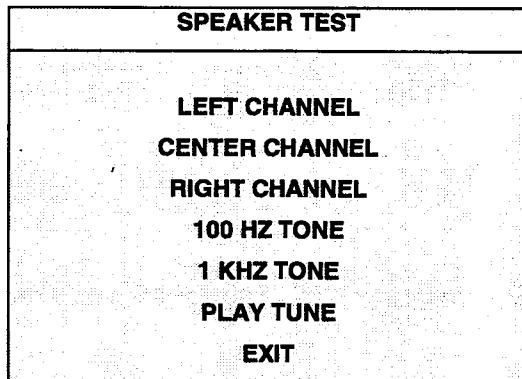 SPEAKER TEST
LEFT CHANNEL
CENTER CHANNEL
RIGHT CHANNEL
100 HZ TONE
1 KHZ TONE
PLAY TUNE
EXIT